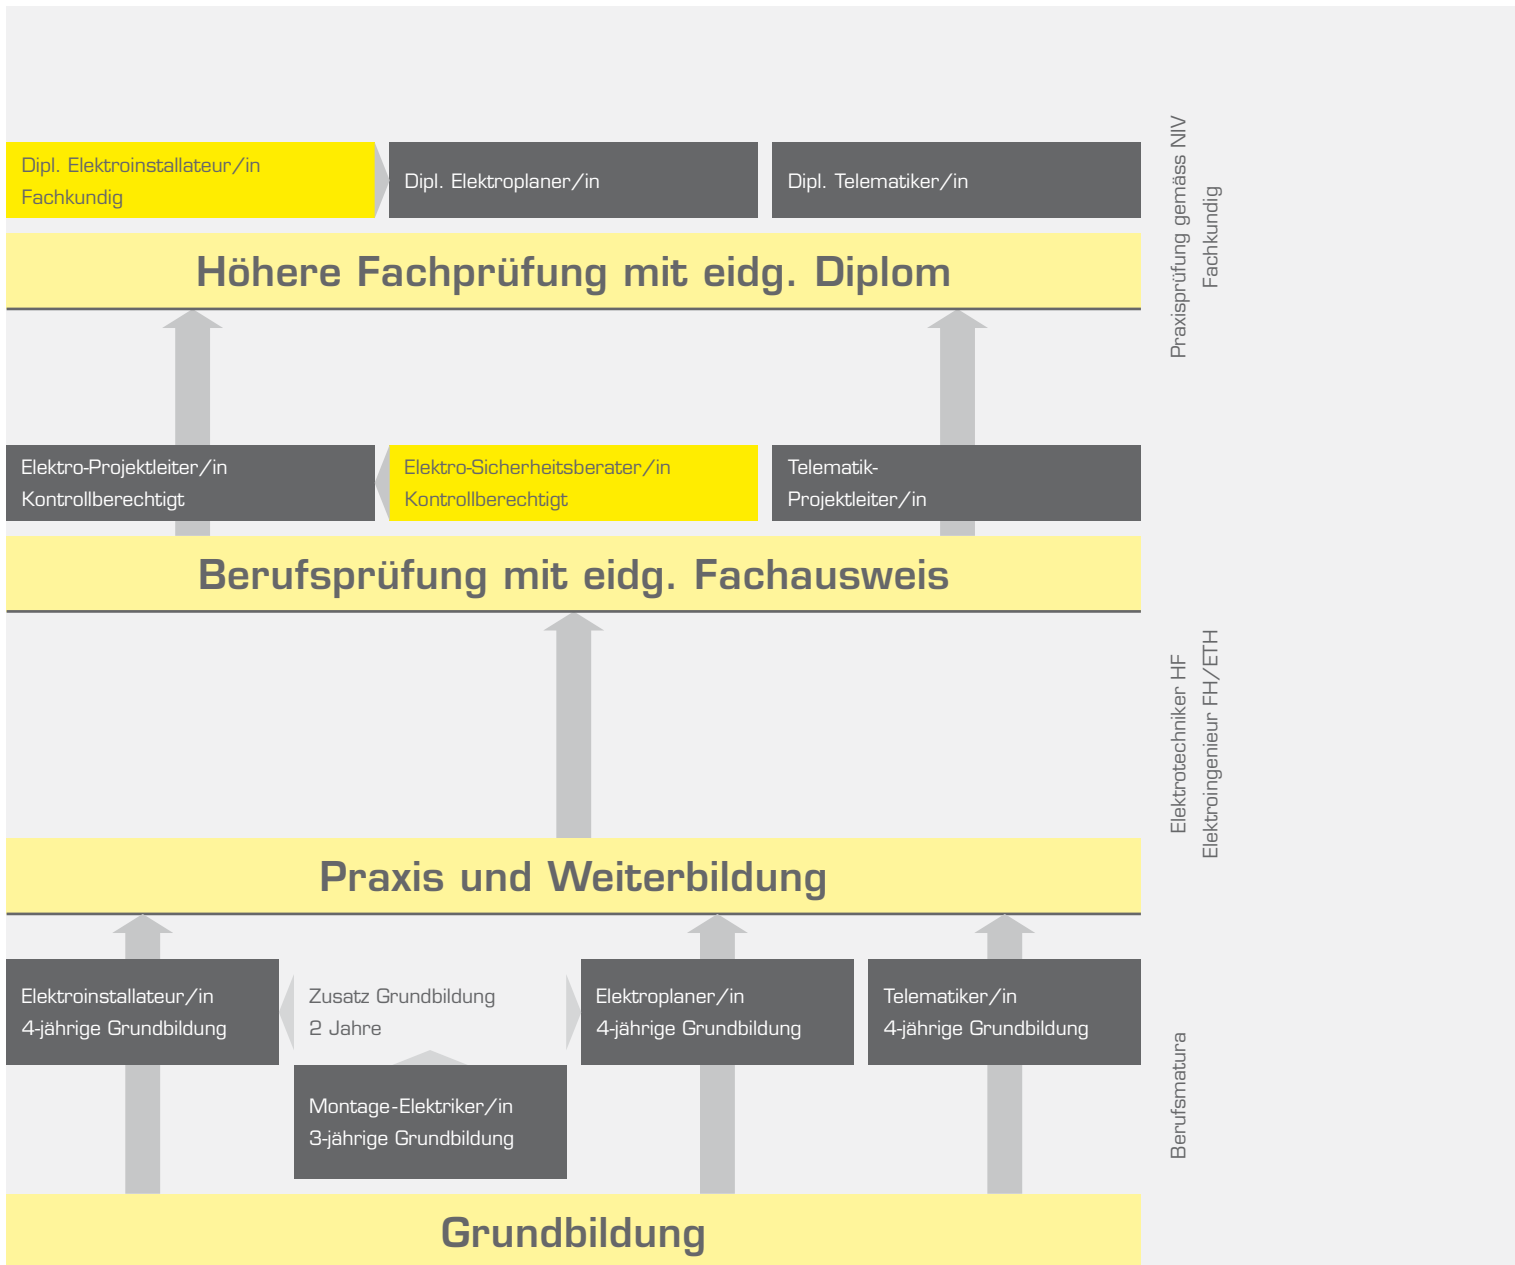 Dipl. Elektroinstallateur/in
Fachkundig
Dipl. Elektroplaner/in
Dipl. Telematiker/in
Höhere Fachprüfung mit eidg. Diplom
Praxisprüfung gemäss NIV
Fachkundig
Elektro-Projektleiter/in
Kontrollberechtigt
Elektro-Sicherheitsberater/in
Kontrollberechtigt
Telematik-
Projektleiter/in
Berufsprüfung mit eidg. Fachausweis
Elektrotechniker HF
Elektroingenieur FH/ETH
Praxis und Weiterbildung
Elektroinstallateur/in
4-jährige Grundbildung
Zusatz Grundbildung
2 Jahre
Elektroplaner/in
4-jährige Grundbildung
Telematiker/in
4-jährige Grundbildung
Montage-Elektriker/in
3-jährige Grundbildung
Berufsmatura
Grundbildung